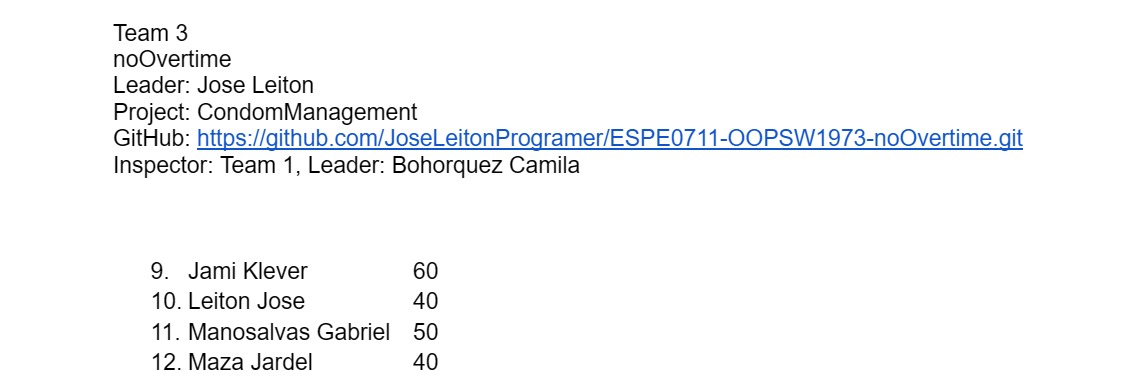 Team 3
noOvertime
Leader: Jose Leiton
Project: CondomManagement
GitHub: https://github.com/JoseLeitonProgramer/ESPE0711-OOPSW1973-noOvertime.git
Inspector: Team 1, Leader: Bohorquez Camila
9. Jami Klever 60
10. Leiton Jose 40
11. Manosalvas Gabriel 50
12. Maza Jardel 40